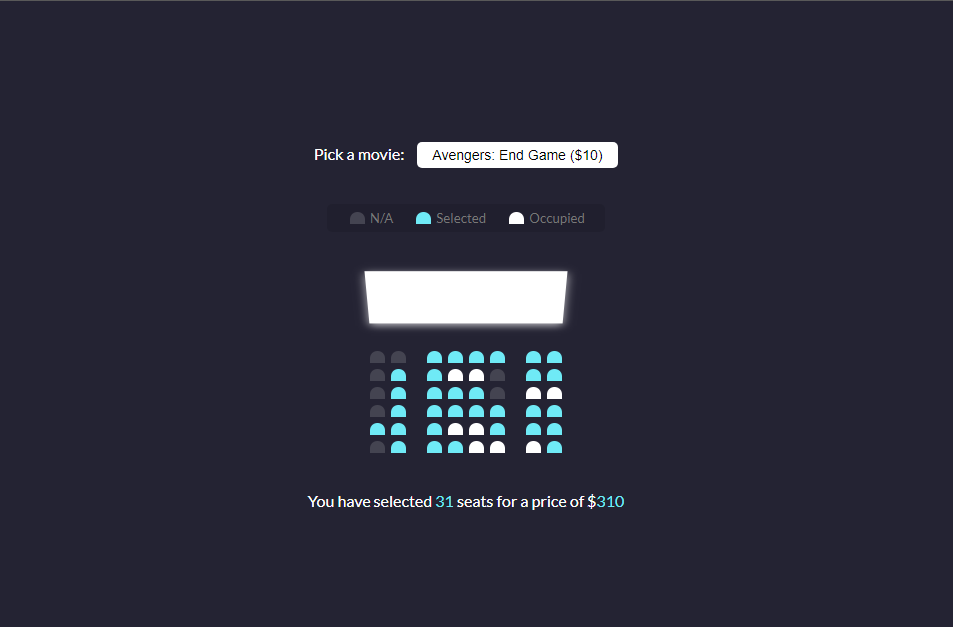 Pick a movie: Avengers: End Game ($10)
N/A Selected Occupied
You have selected 31 seats for a price of $310